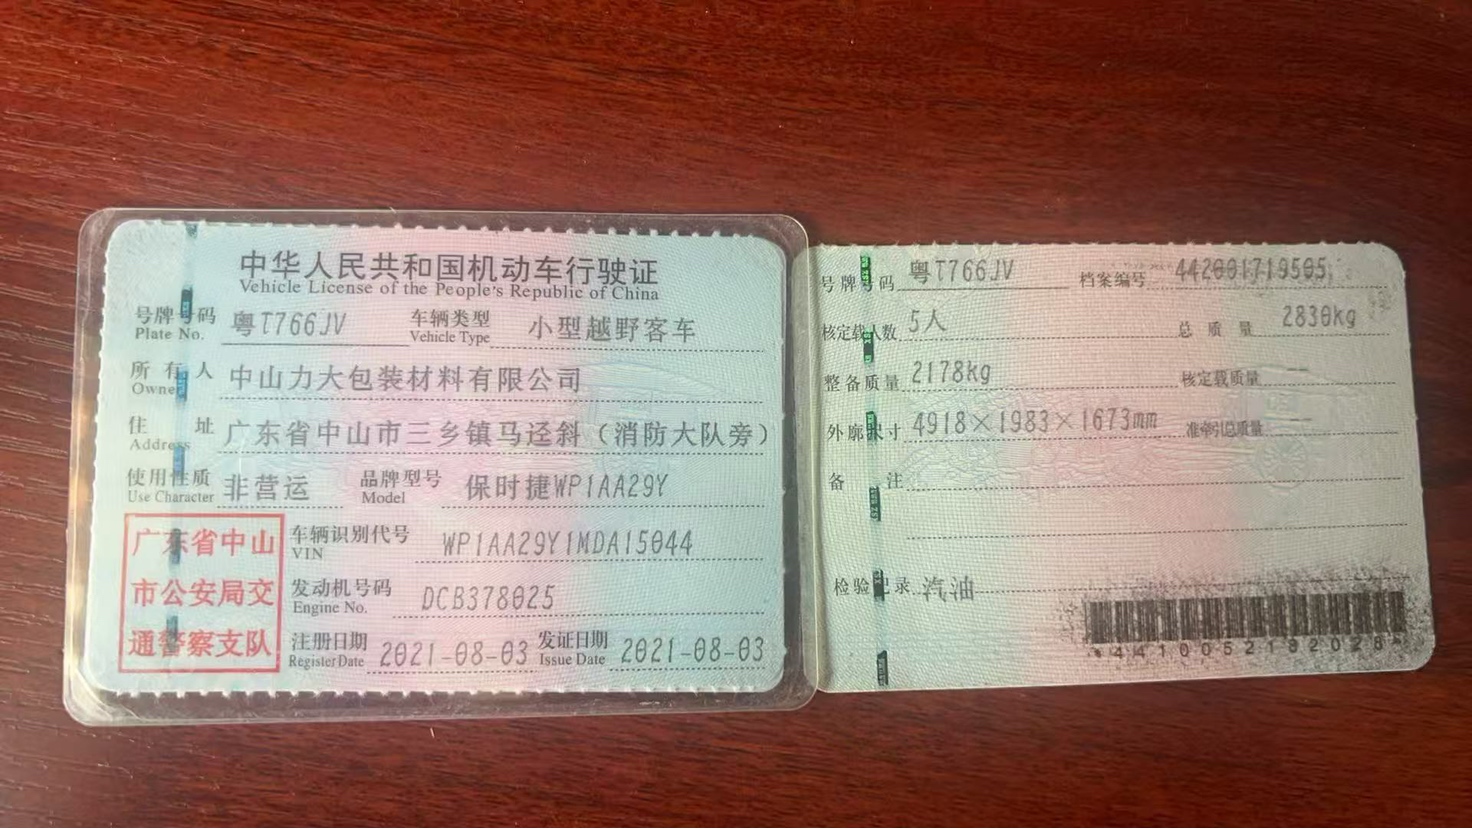 中华人民共和国机动车行驶证
Vehicle License of the People's Republic of China
号牌号码 粤T766JV 车辆类型 小型越野客车
Plate No. Vehicle Type
所有人 中山力大包装材料有限公司
Owner
住址 广东省中山市三乡镇马迳斜（消防大队旁）
Address
使用性质 非营运 品牌型号 保时捷WP1AA29Y
Use Character Model
广东省中山
市公安局交
通警察支队
车辆识别代号 WP1AA29Y1MDA15044
VIN
发动机号码 DCB378025
Engine No.
注册日期 2021-08-03 发证日期 2021-08-03
Register Date Issue Date
号牌号码 粤T766JV 档案编号 442001719505
核定载人数 5人 总质量 2830kg
整备质量 2178kg 核定载质量 --
外廓尺寸 4918×1983×1673mm 准牵引总质量 --
备注
检验记录 汽油
*4410052192028*